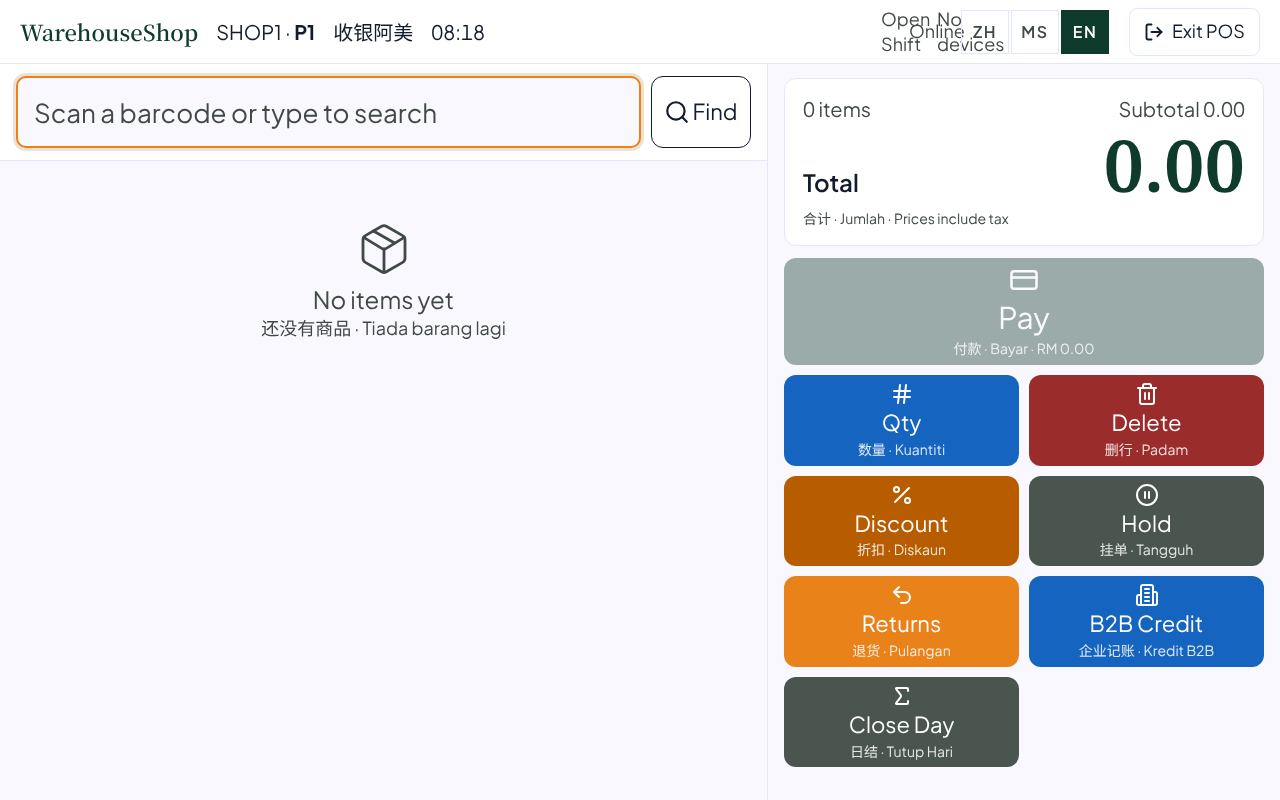 WarehouseShop SHOP1 · P1 收银阿美 08:18
Open Shift
Online
No devices
ZH MS EN
Exit POS
Scan a barcode or type to search
Find
No items yet
还没有商品 · Tiada barang lagi
0 items
Subtotal 0.00
Total
0.00
合计 · Jumlah · Prices include tax
Pay
付款 · Bayar · RM 0.00
Qty
数量 · Kuantiti
Delete
删行 · Padam
Discount
折扣 · Diskaun
Hold
挂单 · Tangguh
Returns
退货 · Pulangan
B2B Credit
企业记账 · Kredit B2B
Close Day
日结 · Tutup Hari